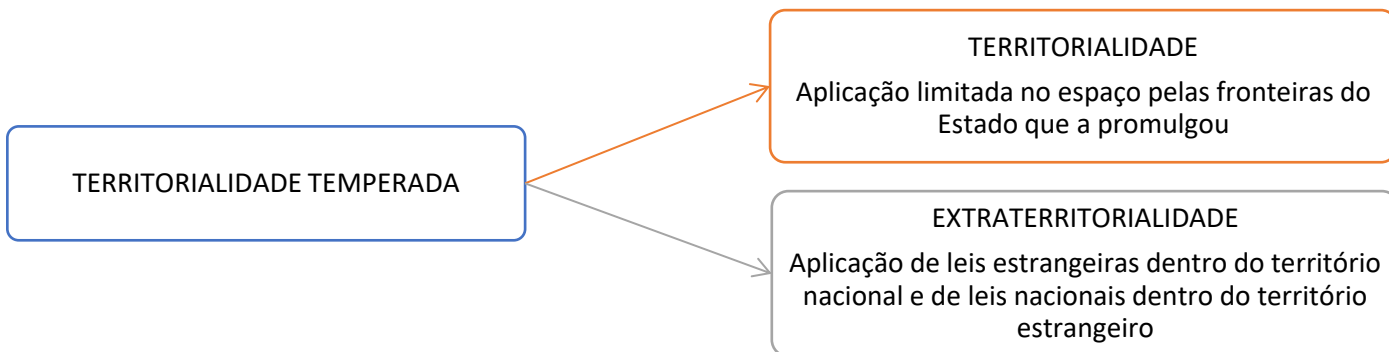 TERRITORIALIDADE
Aplicação limitada no espaço pelas fronteiras do
Estado que a promulgou
TERRITORIALIDADE TEMPERADA
EXTRATERRITORIALIDADE
Aplicação de leis estrangeiras dentro do território
nacional e de leis nacionais dentro do território
estrangeiro